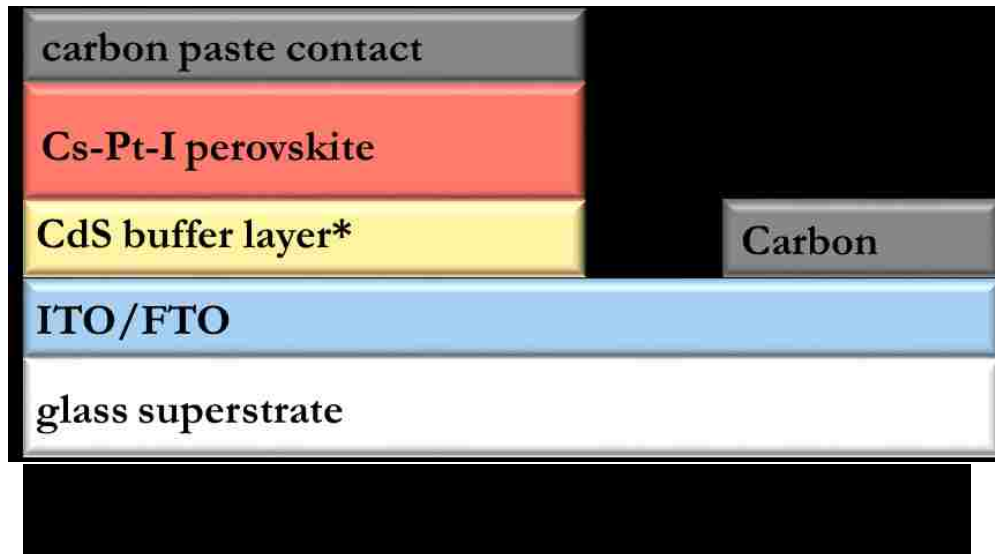 carbon paste contact
Cs-Pt-I perovskite
CdS buffer layer*
Carbon
ITO/FTO
glass superstrate